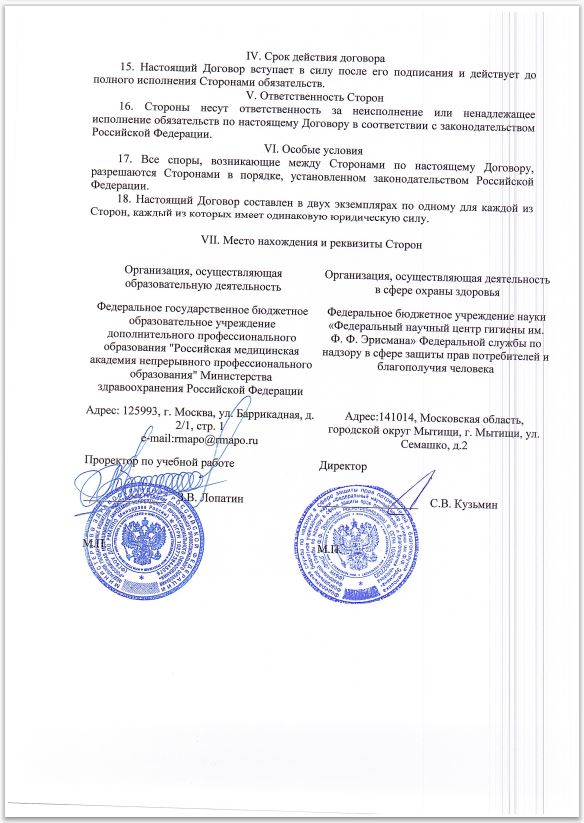 IV. Срок действия договора
15. Настоящий Договор вступает в силу после его подписания и действует до
полного исполнения Сторонами обязательств.
V. Ответственность Сторон
16. Стороны несут ответственность за неисполнение или ненадлежащее
исполнение обязательств по настоящему Договору в соответствии с законодательством
Российской Федерации.
VI. Особые условия
17. Все споры, возникающие между Сторонами по настоящему Договору,
разрешаются Сторонами в порядке, установленном законодательством Российской
Федерации.
18. Настоящий Договор составлен в двух экземплярах по одному для каждой из
Сторон, каждый из которых имеет одинаковую юридическую силу.
VII. Место нахождения и реквизиты Сторон
Организация, осуществляющая
образовательную деятельность
Федеральное государственное бюджетное
образовательное учреждение
дополнительного профессионального
образования "Российская медицинская
академия непрерывного профессионального
образования" Министерства
здравоохранения Российской Федерации
Адрес: 125993, г. Москва, ул. Баррикадная, д.
2/1, стр. 1
e-mail:rmapo@rmapo.ru
Проректор по учебной работе
З.В. Лопатин
М.П.
Организация, осуществляющая деятельность
в сфере охраны здоровья
Федеральное бюджетное учреждение науки
«Федеральный научный центр гигиены им.
Ф. Ф. Эрисмана» Федеральной службы по
надзору в сфере защиты прав потребителей и
благополучия человека
Адрес:141014, Московская область,
городской округ Мытищи, г. Мытищи, ул.
Семашко, д.2
Директор
С.В. Кузьмин
М.П.